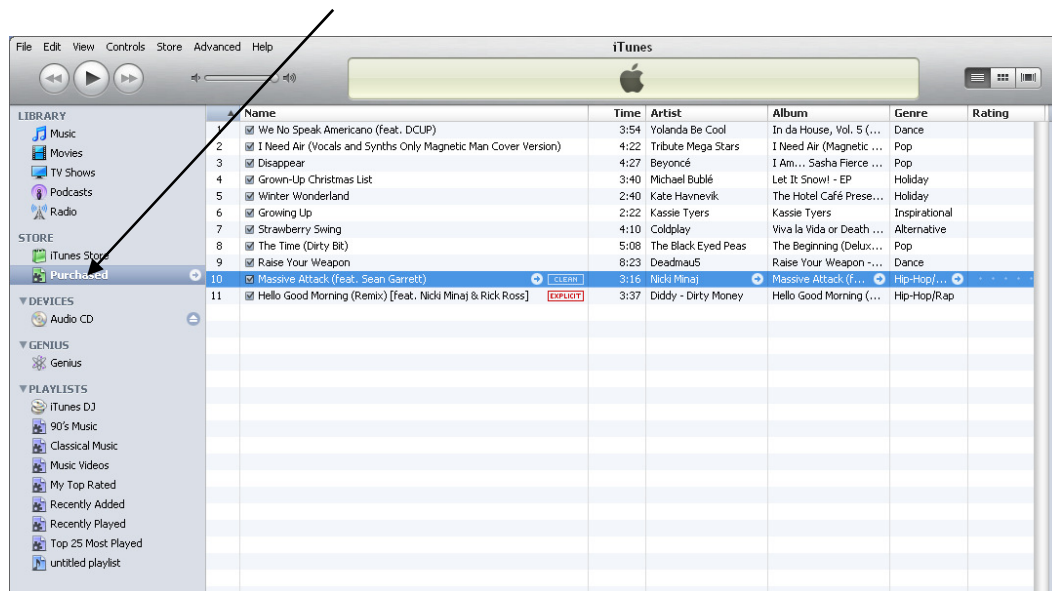 iTunes
File Edit View Controls Store Advanced Help
LIBRARY
Music
Movies
TV Shows
Podcasts
Radio
STORE
iTunes Store
Purchased
DEVICES
Audio CD
GENIUS
Genius
PLAYLISTS
iTunes DJ
90's Music
Classical Music
Music Videos
My Top Rated
Recently Added
Recently Played
Top 25 Most Played
untitled playlist
Name Time Artist Album Genre Rating
1 We No Speak Americano (feat. DCUP) 3:54 Yolanda Be Cool In da House, Vol. 5 (... Dance
2 I Need Air (Vocals and Synths Only Magnetic Man Cover Version) 4:22 Tribute Mega Stars I Need Air (Magnetic ... Pop
3 Disappear 4:27 Beyoncé I Am... Sasha Fierce ... Pop
4 Grown-Up Christmas List 3:40 Michael Bublé Let It Snow! - EP Holiday
5 Winter Wonderland 2:40 Kate Havnevik The Hotel Café Prese... Holiday
6 Growing Up 2:22 Kassie Tyers Kassie Tyers Inspirational
7 Strawberry Swing 4:10 Coldplay Viva la Vida or Death ... Alternative
8 The Time (Dirty Bit) 5:08 The Black Eyed Peas The Beginning (Delux... Pop
9 Raise Your Weapon 8:23 Deadmau5 Raise Your Weapon -... Dance
10 Massive Attack (feat. Sean Garrett) CLEAN 3:16 Nicki Minaj Massive Attack (f... Hip-Hop/...
11 Hello Good Morning (Remix) [feat. Nicki Minaj & Rick Ross] EXPLICIT 3:37 Diddy - Dirty Money Hello Good Morning (... Hip-Hop/Rap